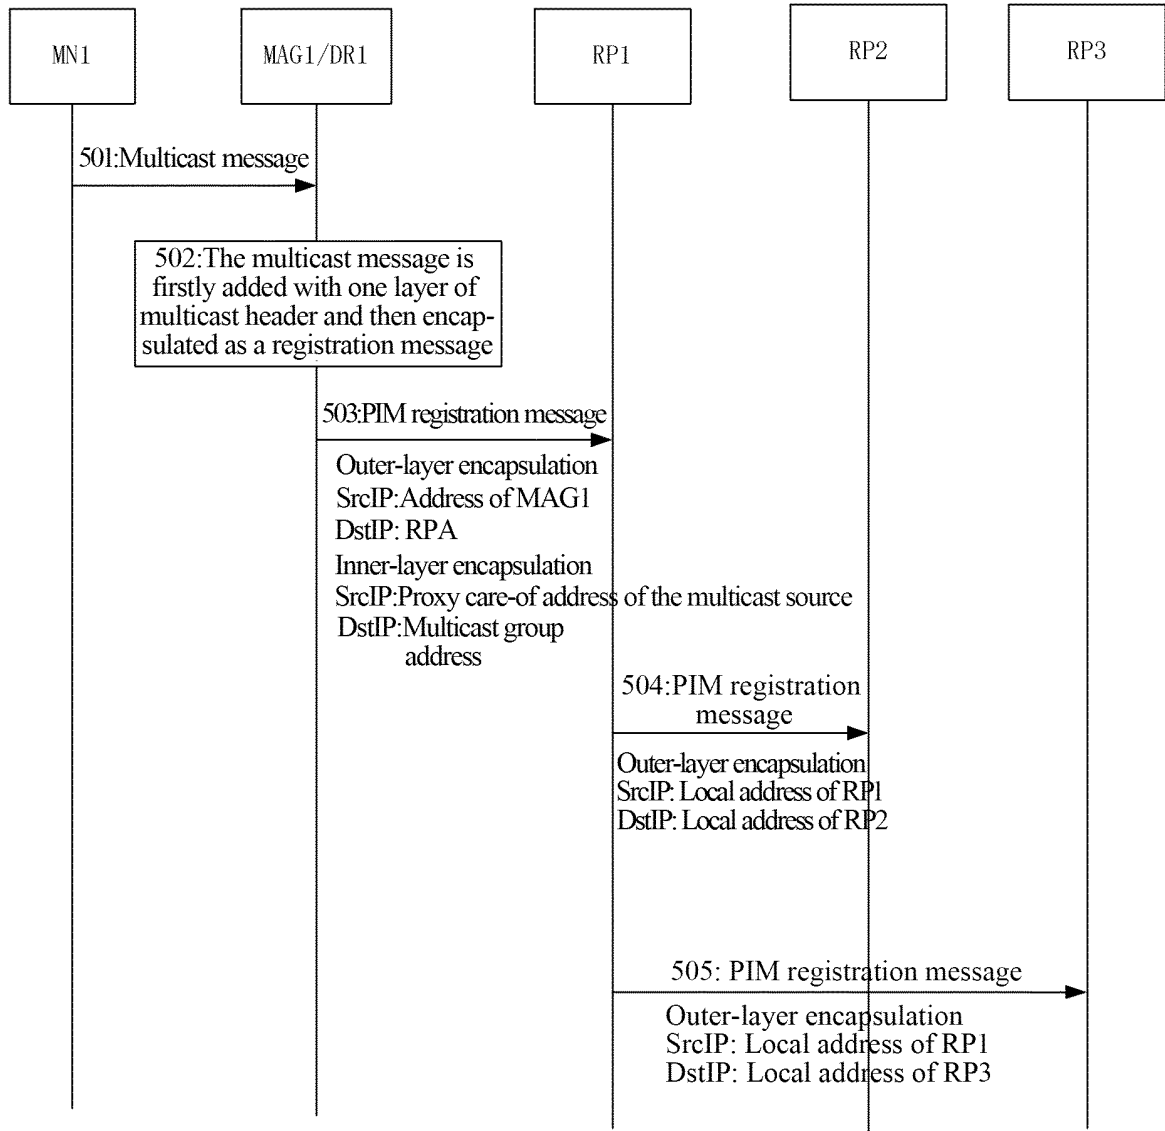 MN1
MAG1/DR1
RP1
RP2
RP3
501:Multicast message
502:The multicast message is
firstly added with one layer of
multicast header and then encap-
sulated as a registration message
503:PIM registration message
Outer-layer encapsulation
SrcIP:Address of MAG1
DstIP: RPA
Inner-layer encapsulation
SrcIP:Proxy care-of address of the multicast source
DstIP:Multicast group
address
504:PIM registration
message
Outer-layer encapsulation
SrcIP: Local address of RP1
DstIP: Local address of RP2
505: PIM registration message
Outer-layer encapsulation
SrcIP: Local address of RP1
DstIP: Local address of RP3